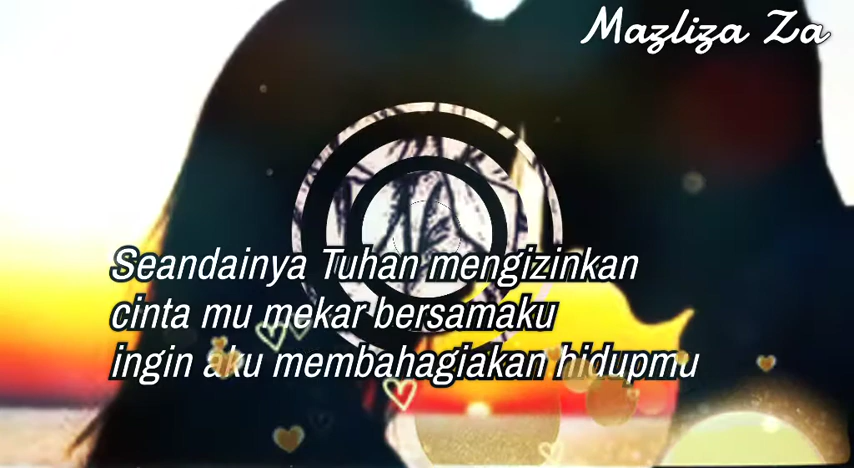 Mazliza Za
Seandainya Tuhan mengizinkan
cinta mu mekar bersamaku
ingin aku membahagiakan hidupmu